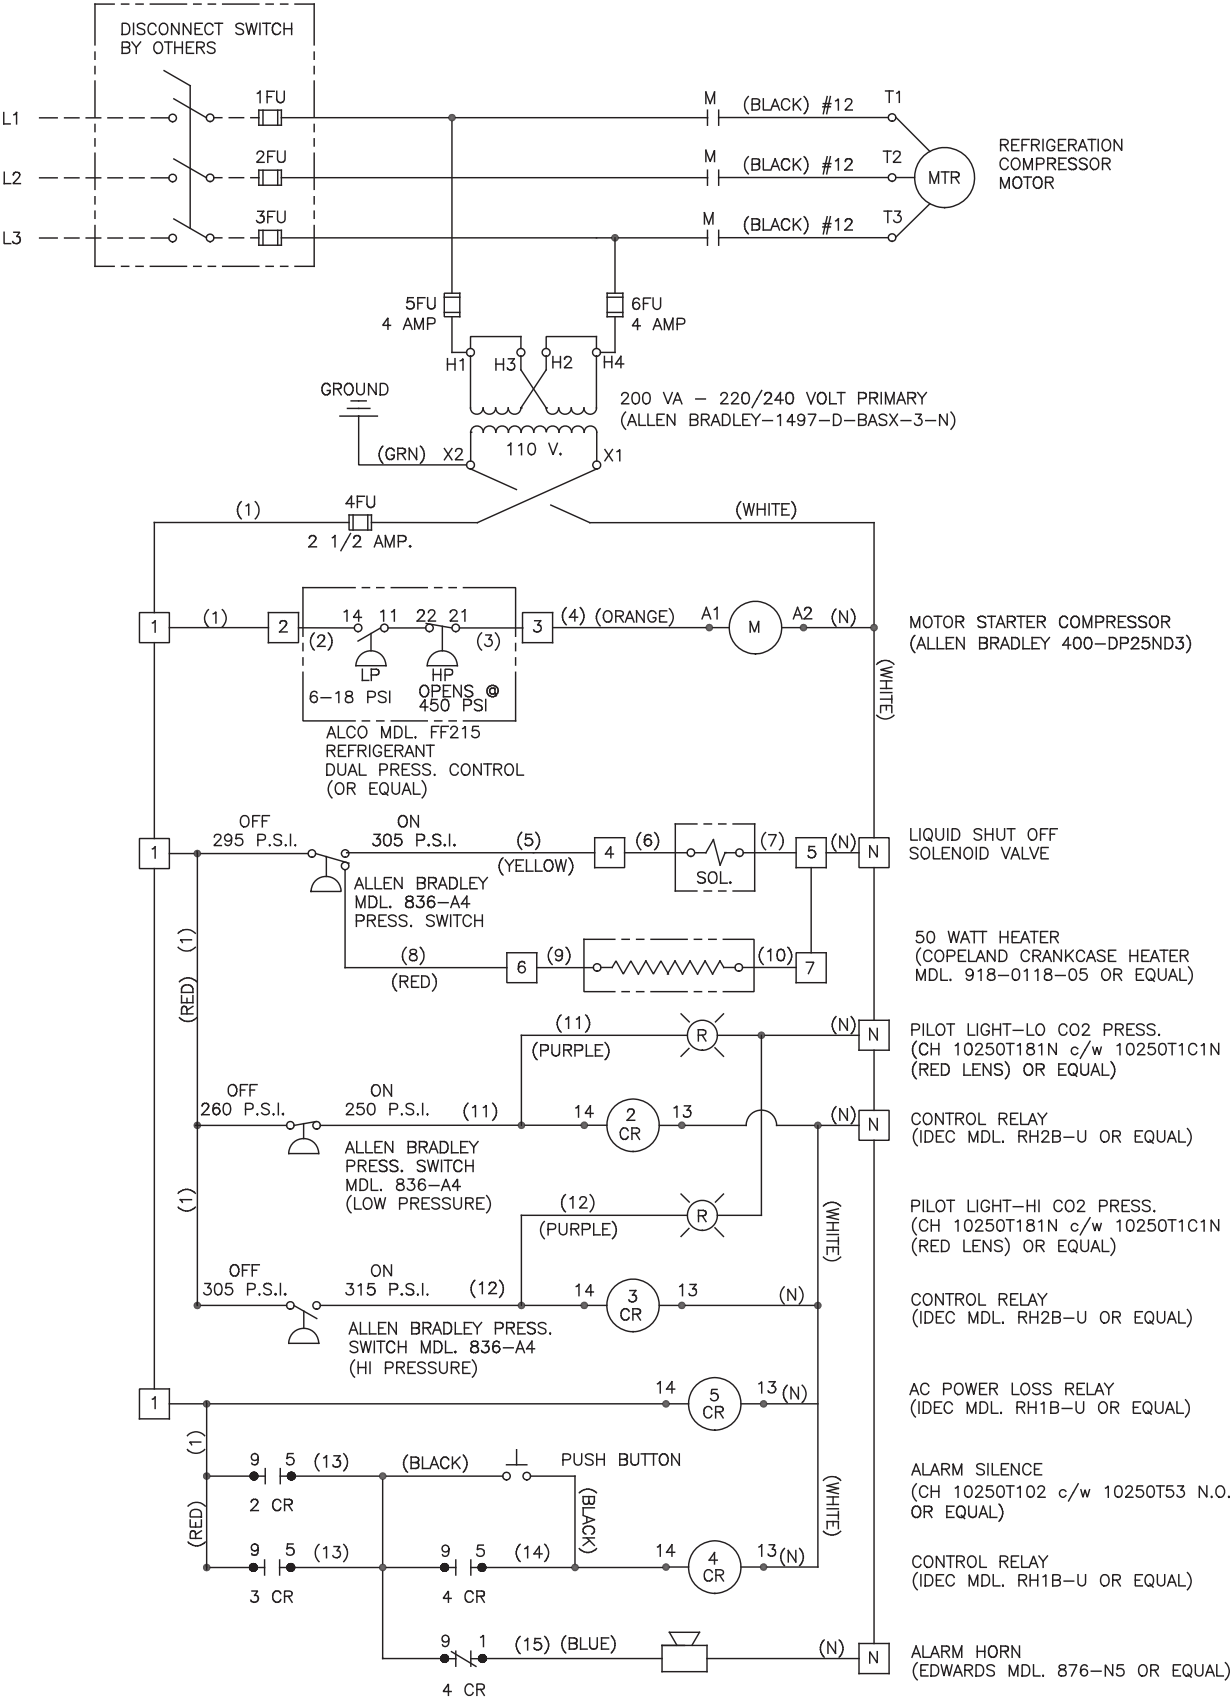 DISCONNECT SWITCH
BY OTHERS
L1
1FU
M
(BLACK) #12
T1
L2
2FU
M
(BLACK) #12
T2
MTR
REFRIGERATION
COMPRESSOR
MOTOR
L3
3FU
M
(BLACK) #12
T3
5FU
4 AMP
6FU
4 AMP
H1
H3
H2
H4
200 VA - 220/240 VOLT PRIMARY
(ALLEN BRADLEY-1497-D-BASX-3-N)
GROUND
(GRN)
X2
110 V.
X1
(1)
4FU
2 1/2 AMP.
(WHITE)
1
(1)
2
(2)
14
11
22
21
(3)
3
(4) (ORANGE)
A1
M
A2
(N)
MOTOR STARTER COMPRESSOR
(ALLEN BRADLEY 400-DP25ND3)
LP
6-18 PSI
HP
OPENS @
450 PSI
(WHITE)
ALCO MDL. FF215
REFRIGERANT
DUAL PRESS. CONTROL
(OR EQUAL)
1
OFF
295 P.S.I.
ON
305 P.S.I.
(5)
(YELLOW)
4
(6)
SOL.
(7)
5
(N)
N
LIQUID SHUT OFF
SOLENOID VALVE
ALLEN BRADLEY
MDL. 836-A4
PRESS. SWITCH
(1)
(RED)
(8)
(RED)
6
(9)
(10)
7
50 WATT HEATER
(COPELAND CRANKCASE HEATER
MDL. 918-0118-05 OR EQUAL)
(11)
(PURPLE)
R
(N)
N
PILOT LIGHT-LO CO2 PRESS.
(CH 10250T181N c/w 10250T1C1N
(RED LENS) OR EQUAL)
OFF
260 P.S.I.
ON
250 P.S.I.
(11)
14
2
CR
13
(N)
N
CONTROL RELAY
(IDEC MDL. RH2B-U OR EQUAL)
ALLEN BRADLEY
PRESS. SWITCH
MDL. 836-A4
(LOW PRESSURE)
(1)
(12)
(PURPLE)
R
(WHITE)
PILOT LIGHT-HI CO2 PRESS.
(CH 10250T181N c/w 10250T1C1N
(RED LENS) OR EQUAL)
OFF
305 P.S.I.
ON
315 P.S.I.
(12)
14
3
CR
13
(N)
CONTROL RELAY
(IDEC MDL. RH2B-U OR EQUAL)
ALLEN BRADLEY PRESS.
SWITCH MDL. 836-A4
(HI PRESSURE)
1
14
5
CR
13
(N)
AC POWER LOSS RELAY
(IDEC MDL. RH1B-U OR EQUAL)
(1)
(RED)
9
5
(13)
2 CR
(BLACK)
PUSH BUTTON
(BLACK)
(WHITE)
ALARM SILENCE
(CH 10250T102 c/w 10250T53 N.O.
OR EQUAL)
9
5
(13)
3 CR
9
5
(14)
4 CR
14
4
CR
13
(N)
CONTROL RELAY
(IDEC MDL. RH1B-U OR EQUAL)
9
1
(15) (BLUE)
4 CR
(N)
N
ALARM HORN
(EDWARDS MDL. 876-N5 OR EQUAL)